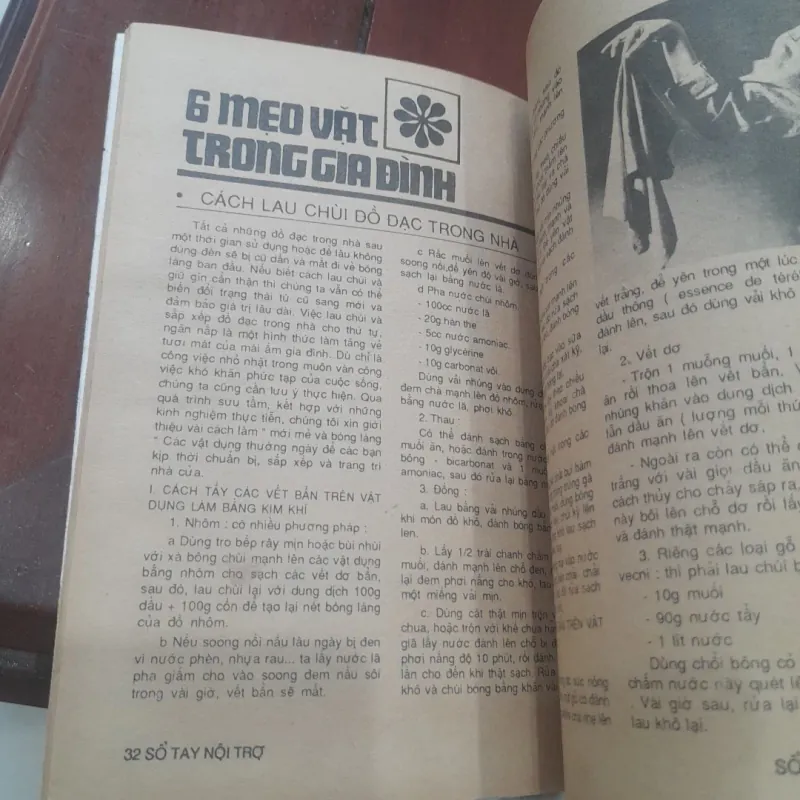 6 MẸO VẶT
TRONG GIA ĐÌNH
• CÁCH LAU CHÙI ĐỒ ĐẠC TRONG NHÀ
Tất cả những đồ đạc trong nhà sau
một thời gian sử dụng hoặc để lâu không
dùng đến sẽ bị cũ dần và mất đi vẻ bóng
láng ban đầu. Nếu biết cách lau chùi và
giữ gìn cẩn thận thì chúng ta vẫn có thể
biến đổi trạng thái từ cũ sang mới và
đảm bảo giá trị lâu dài. Việc lau chùi và
sắp xếp đồ đạc trong nhà cho thứ tự,
ngăn nắp là một hình thức làm tăng vẻ
tươi mát của mái ấm gia đình. Dù chỉ là
công việc nhỏ nhặt trong muôn vàn công
việc khó khăn phức tạp của cuộc sống,
chúng ta cũng cần lưu ý thực hiện. Qua
quá trình sưu tầm, kết hợp với những
kinh nghiệm thực tiễn, chúng tôi xin giới
thiệu vài cách làm " mới mẻ và bóng láng
" Các vật dụng thường ngày để các bạn
kịp thời chuẩn bị, sắp xếp và trang trí
nhà cửa.
I. CÁCH TẨY CÁC VẾT BẨN TRÊN VẬT
DỤNG LÀM BẰNG KIM KHÍ
1. Nhôm : có nhiều phương pháp :
a Dùng tro bếp rây mịn hoặc bùi nhùi
với xà bông chùi mạnh lên các vật dụng
bằng nhôm cho sạch các vết dơ bẩn,
sau đó, lau chùi lại với dung dịch 100g
dầu + 100g cồn để tạo lại nét bóng láng
của đồ nhôm.
b Nếu soong nồi nấu lâu ngày bị đen
vì nước phèn, nhựa rau... ta lấy nước lã
pha giấm cho vào soong đem nấu sôi
trong vài giờ, vết bẩn sẽ mất.
c Rắc muối lên vết dơ
soong nồi,để yên độ vài giờ, sau
sạch lại bằng nước lã.
d Pha nước chùi nhôm
- 100cc nước lã
- 20g hàn the
- 5cc nước amoniac.
- 10g glycérine
- 10g carbonat vôi
Dùng vải nhúng vào dung
đem chà mạnh lên đồ nhôm, rửa
bằng nước lã, phơi khô.
2. Thau :
Có thể đánh sạch bằng
muối ăn, hoặc đánh trong nước
bông - bicarbonat và 1 muỗng
amoniac, sau đó rửa lại bằng
3. Đồng :
a. Lau bằng vải nhúng dầu
khi món đồ khô, đánh bóng bằng
len.
b. Lấy 1/2 trái chanh chấm
muối, đánh mạnh lên chỗ đen,
lại đem phơi nắng cho khô, lau
một miếng vải mịn.
c. Dùng cát thật mịn trộn
chua, hoặc trộn với khế chua
giã lấy nước đánh lên chỗ bị
phơi nắng độ 10 phút, rồi đánh
lần cho đến khi thật sạch. Rửa
khô và chùi bóng bằng khăn
32 SỔ TAY NỘI TRỢ
vết trắng, để yên trong một lúc,
dầu thông ( essence de
đánh lên, sau đó dùng vải khô
lại.
2. Vết dơ
- Trộn 1 muỗng muối, 1
ăn rồi thoa lên vết bẩn.
nhúng khăn vào dung dịch
lẫn dầu ăn ( lượng mỗi thứ
đánh mạnh lên vết dơ.
- Ngoài ra còn có thể
trắng với vài giọt dầu ăn
cách thủy cho chảy sáp ra,
này bôi lên chỗ dơ rồi lấy
và đánh thật mạnh.
3. Riêng các loại gỗ
vecni : thì phải lau chùi
- 10g muối
- 90g nước tẩy
- 1 lít nước
Dùng chổi bông cỏ
chấm nước này quét lên
. Vài giờ sau, rửa lại
lau khô lại.
SỔ